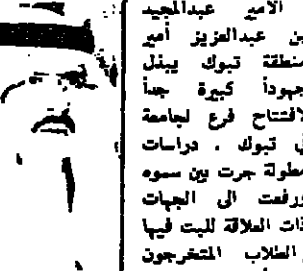 الامير عبدالمجيد
بن عبدالعزيز أمير
منطقة تبوك يبذل
جهوداً كبيرة جداً
لافتتاح فرع لجامعة
في تبوك . دراسات
مطولة جرت بين سموه
ورفعت الى الجهات
ذات العلاقة للبت فيها
الطلاب المتخرجون